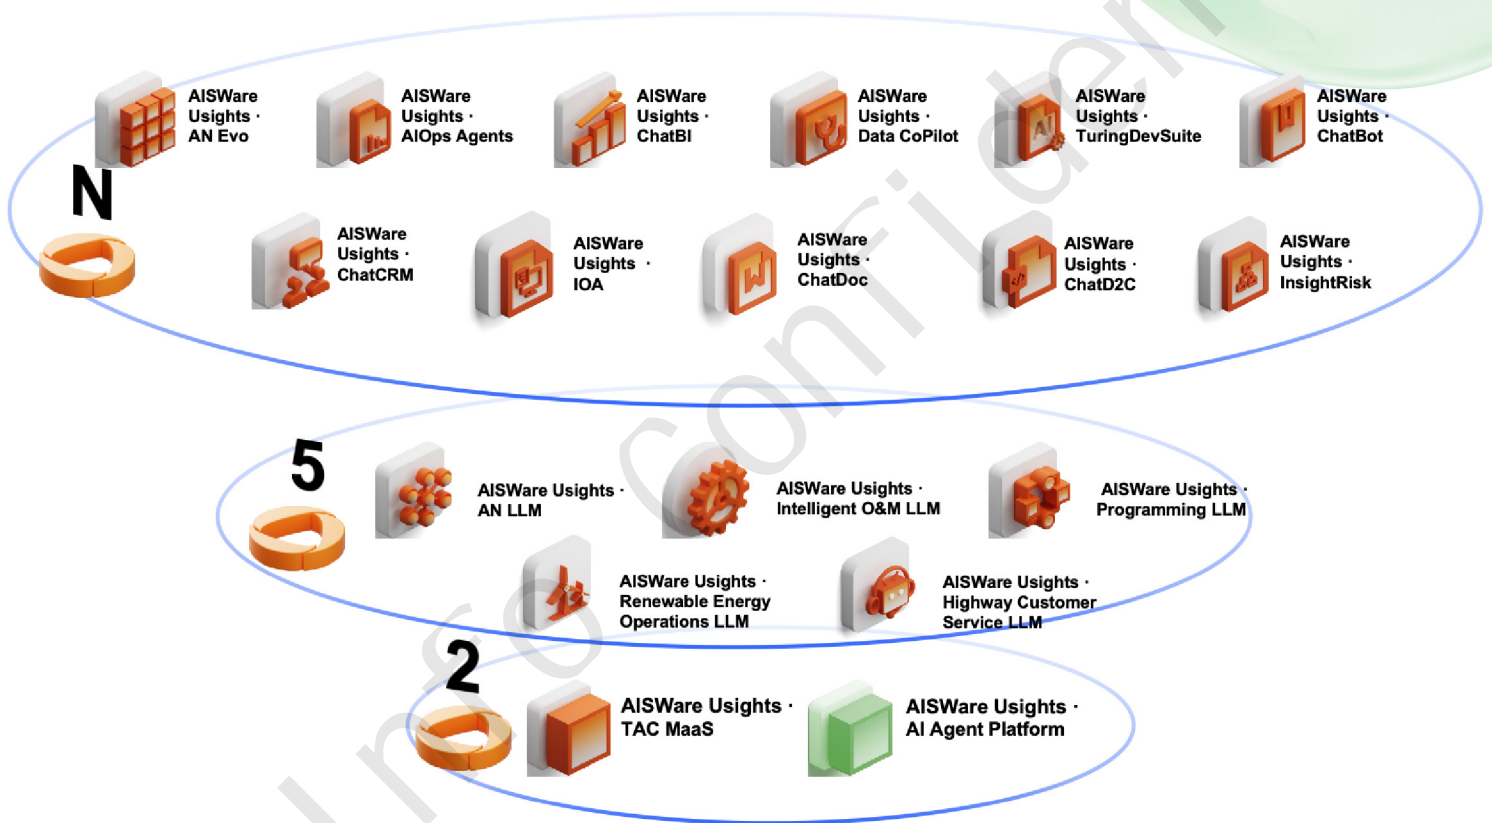 AISWare
Usights ·
AN Evo
AISWare
Usights ·
AIOps Agents
AISWare
Usights ·
ChatBI
AISWare
Usights ·
Data CoPilot
AISWare
Usights ·
TuringDevSuite
AISWare
Usights ·
ChatBot
N
AISWare
Usights ·
ChatCRM
AISWare
Usights ·
IOA
AISWare
Usights ·
ChatDoc
AISWare
Usights ·
ChatD2C
AISWare
Usights ·
InsightRisk
5
AISWare Usights ·
AN LLM
AISWare Usights ·
Intelligent O&M LLM
AISWare Usights ·
Programming LLM
AISWare Usights ·
Renewable Energy
Operations LLM
AISWare Usights ·
Highway Customer
Service LLM
2
AISWare Usights ·
TAC MaaS
AISWare Usights ·
AI Agent Platform
AI
W